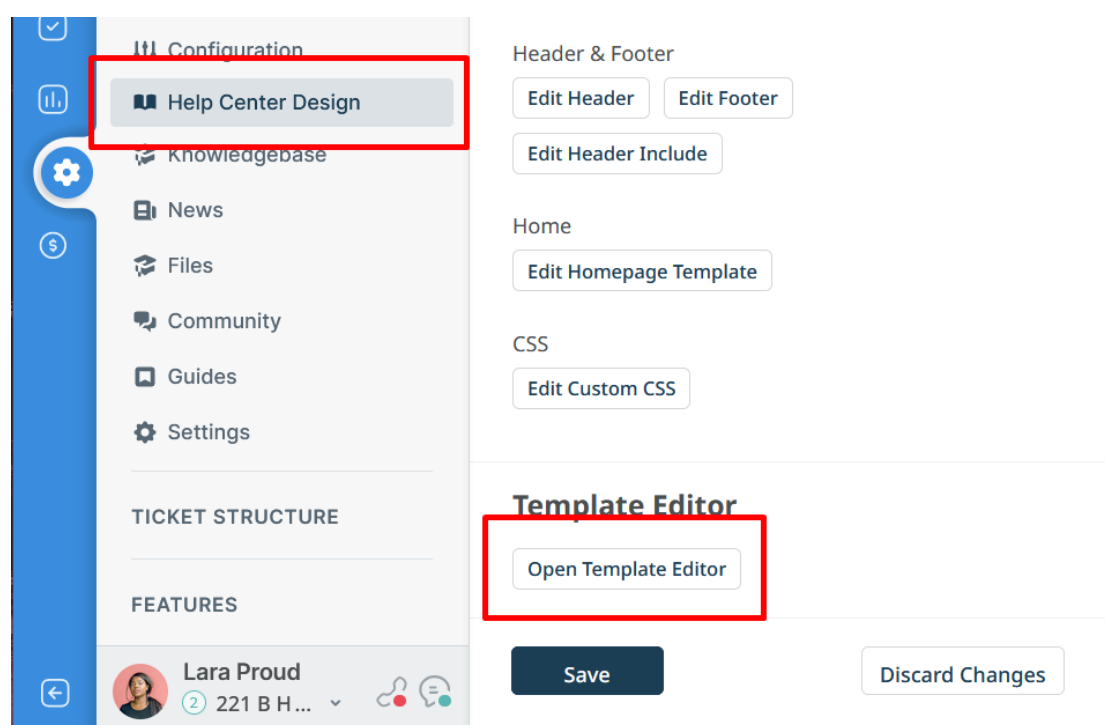 Configuration
Help Center Design
Knowledgebase
News
Files
Community
Guides
Settings
TICKET STRUCTURE
FEATURES
Lara Proud
2 221 B H...
Header & Footer
Edit Header Edit Footer
Edit Header Include
Home
Edit Homepage Template
CSS
Edit Custom CSS
Template Editor
Open Template Editor
Save Discard Changes